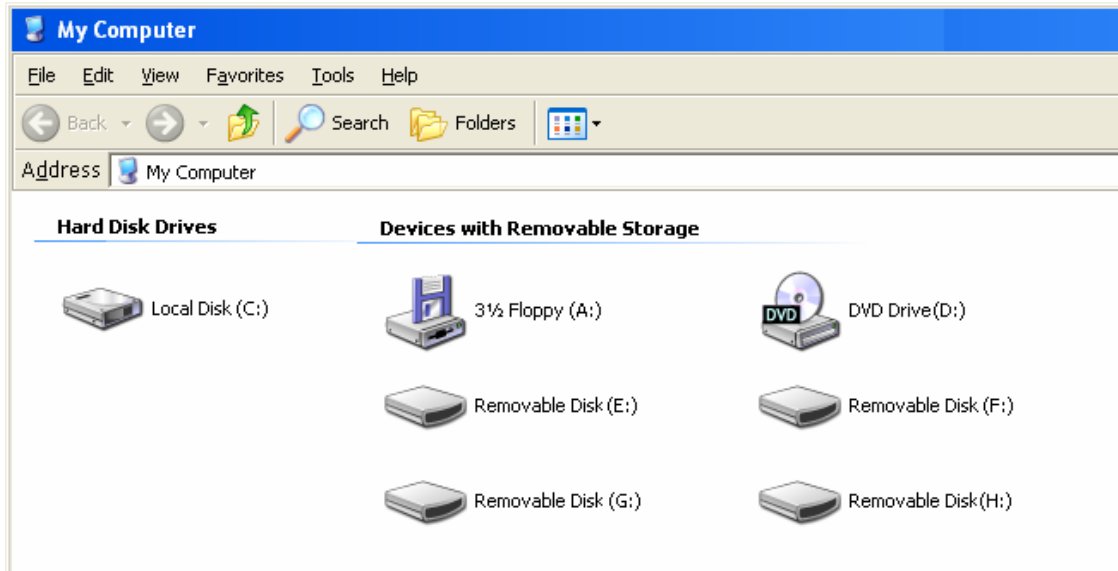 My Computer
File Edit View Favorites Tools Help
Back Search Folders
Address My Computer
Hard Disk Drives Devices with Removable Storage
Local Disk (C:) 3½ Floppy (A:) DVD DVD Drive(D:)
Removable Disk (E:) Removable Disk (F:)
Removable Disk (G:) Removable Disk(H:)